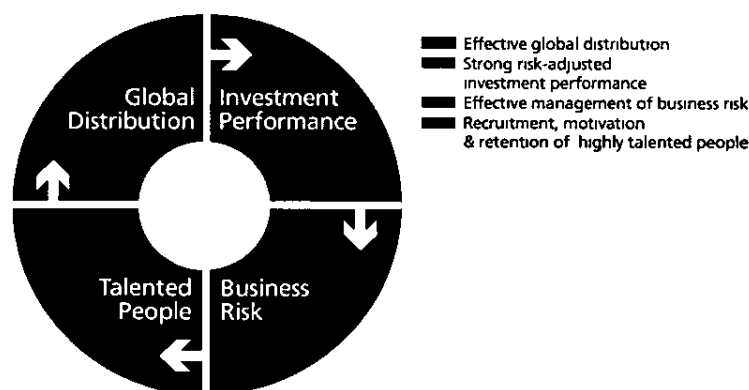 Global
Distribution
Investment
Performance
Talented
People
Business
Risk
Effective global distribution
Strong risk-adjusted
investment performance
Effective management of business risk
Recruitment, motivation
& retention of highly talented people